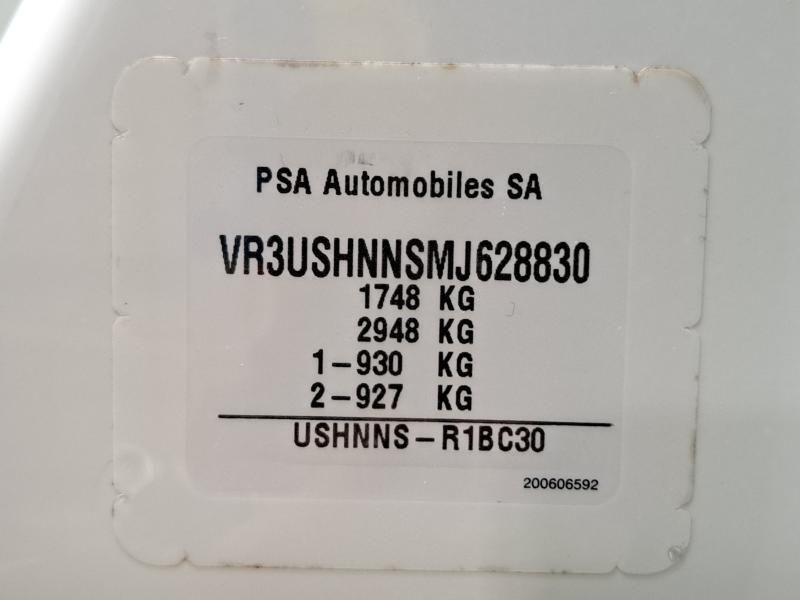 PSA Automobiles SA
VR3USHNNSMJ628830
1748 KG
2948 KG
1-930 KG
2-927 KG
USHNNS-R1BC30
200606592